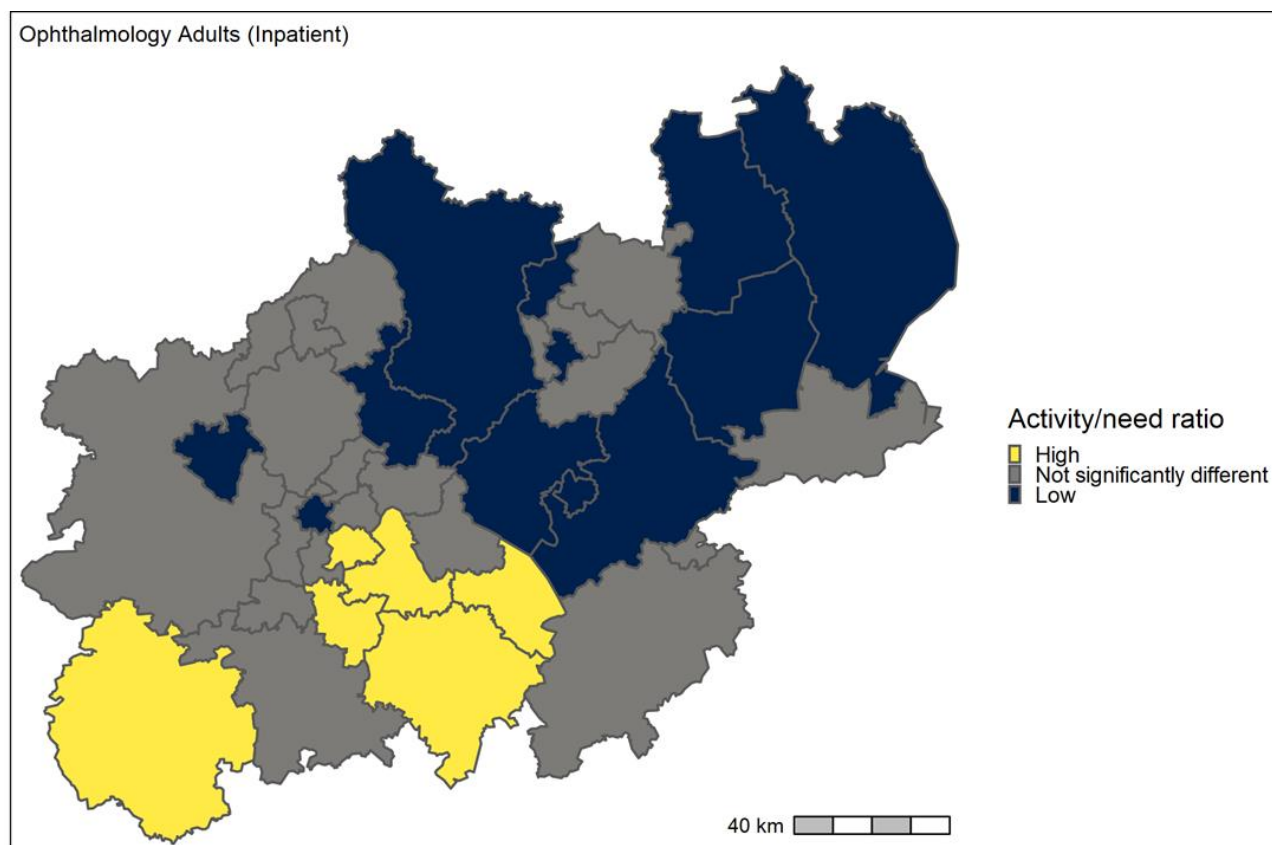 Ophthalmology Adults (Inpatient)
Activity/need ratio
High
Not significantly different
Low
40 km